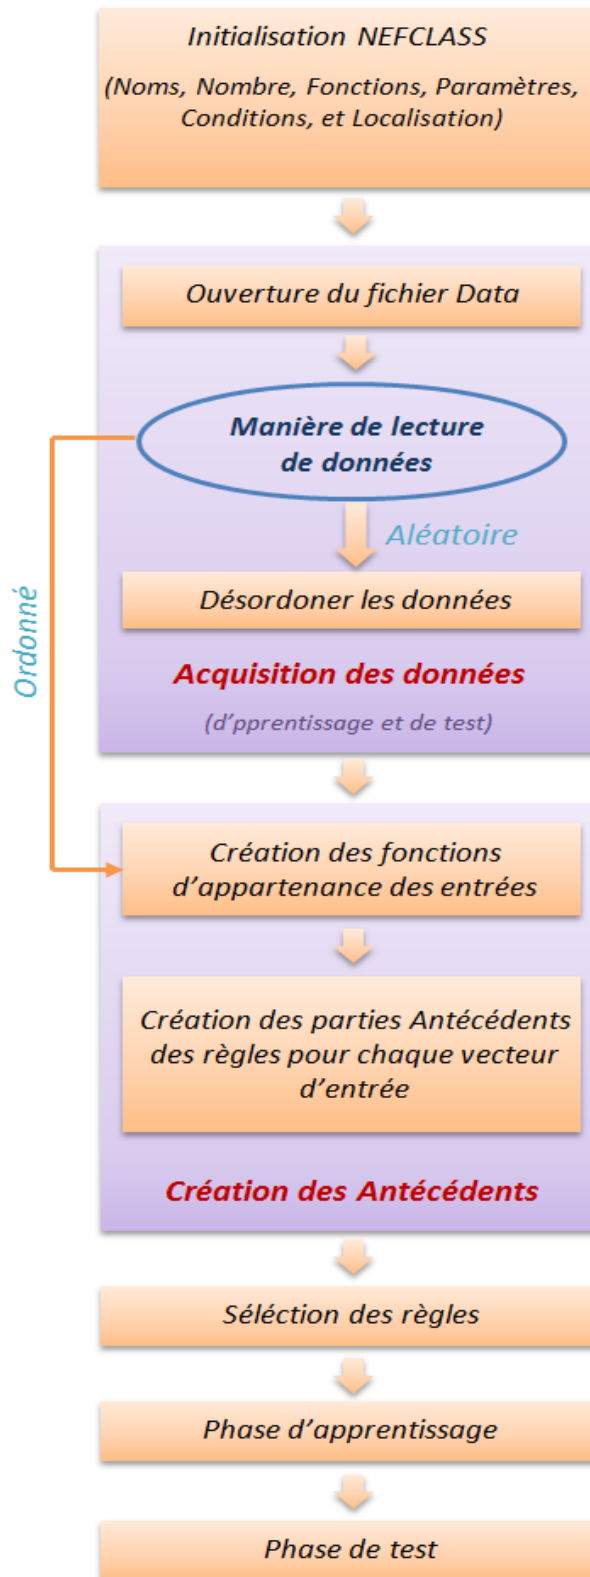 Initialisation NEFCLASS
(Noms, Nombre, Fonctions, Paramètres,
Conditions, et Localisation)
Ouverture du fichier Data
Manière de lecture
de données
Aléatoire
Ordonné
Désordoner les données
Acquisition des données
(d'pprentissage et de test)
Création des fonctions
d'appartenance des entrées
Création des parties Antécédents
des règles pour chaque vecteur
d'entrée
Création des Antécédents
Séléction des règles
Phase d'apprentissage
Phase de test